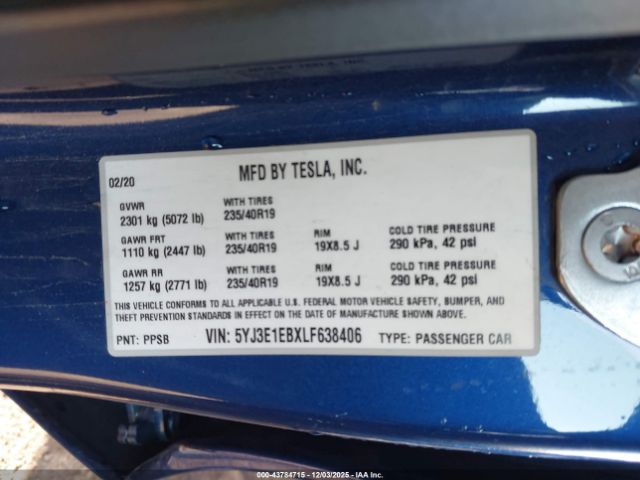 MFD BY TESLA, INC.
02/20
GVWR WITH TIRES
2301 kg (5072 lb) 235/40R19
GAWR FRT WITH TIRES RIM COLD TIRE PRESSURE
1110 kg (2447 lb) 235/40R19 19X8.5 J 290 kPa, 42 psi
GAWR RR WITH TIRES RIM COLD TIRE PRESSURE
1257 kg (2771 lb) 235/40R19 19X8.5 J 290 kPa, 42 psi
THIS VEHICLE CONFORMS TO ALL APPLICABLE U.S. FEDERAL MOTOR VEHICLE SAFETY, BUMPER, AND
THEFT PREVENTION STANDARDS IN EFFECT ON THE DATE OF MANUFACTURE SHOWN ABOVE.
PNT: PPSB VIN: 5YJ3E1EBXLF638406 TYPE: PASSENGER CAR
000-43784715 - 12/03/2025 - IAAI.COM